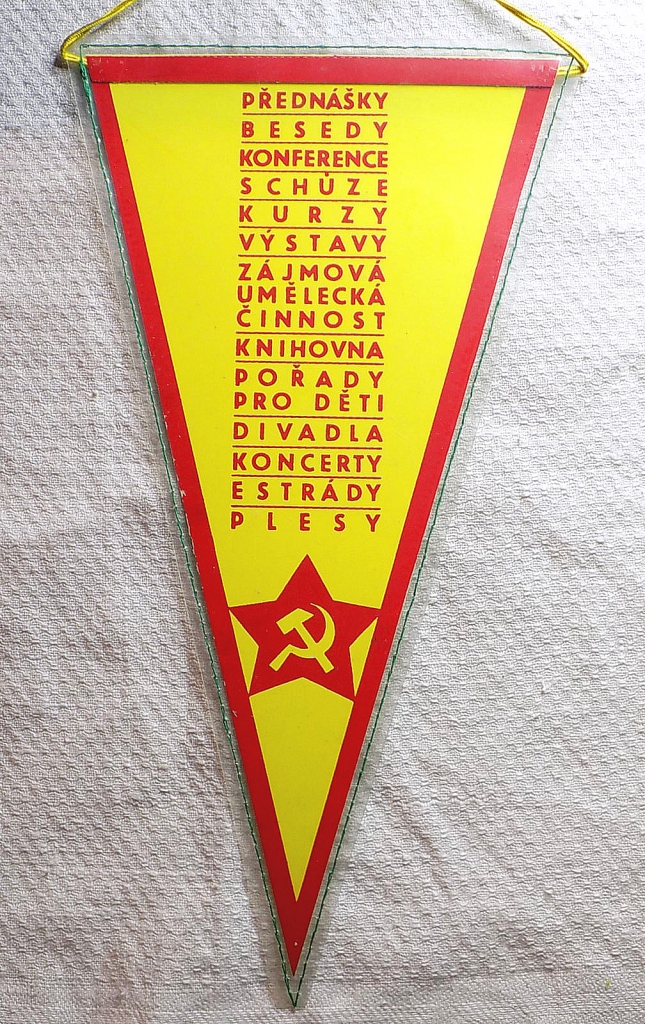 PŘEDNÁŠKY
BESEDY
KONFERENCE
SCHŮZE
KURZY
VÝSTAVY
ZÁJMOVÁ
UMĚLECKÁ
ČINNOST
KNIHOVNA
POŘADY
PRO DĚTI
DIVADLA
KONCERTY
ESTRÁDY
PLESY